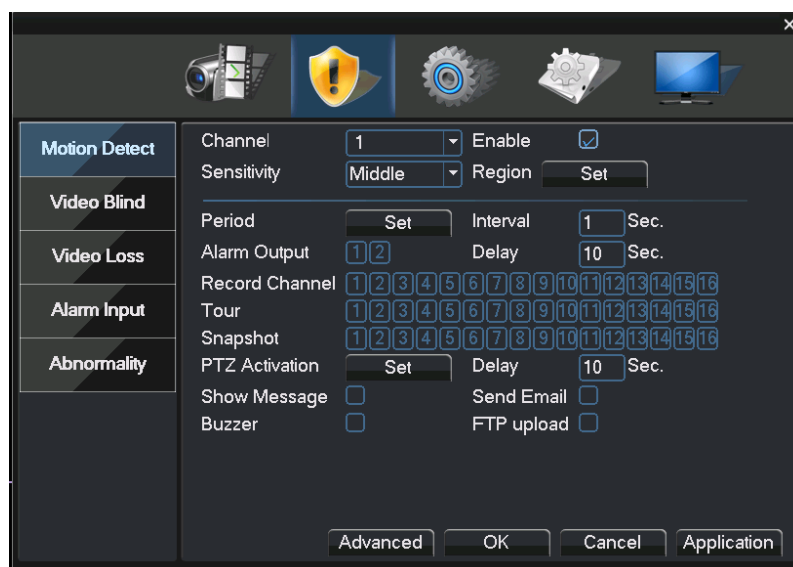 ×
Motion Detect
Video Blind
Video Loss
Alarm Input
Abnormality
Channel 1 Enable
Sensitivity Middle Region Set
Period Set Interval 1 Sec.
Alarm Output 1 2 Delay 10 Sec.
Record Channel 1 2 3 4 5 6 7 8 9 10 11 12 13 14 15 16
Tour 1 2 3 4 5 6 7 8 9 10 11 12 13 14 15 16
Snapshot 1 2 3 4 5 6 7 8 9 10 11 12 13 14 15 16
PTZ Activation Set Delay 10 Sec.
Show Message Send Email
Buzzer FTP upload
Advanced OK Cancel Application